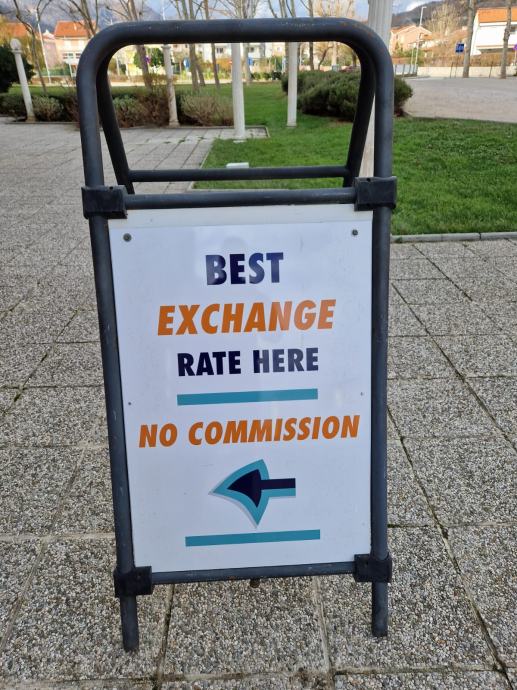 BEST
EXCHANGE
RATE HERE
NO COMMISSION